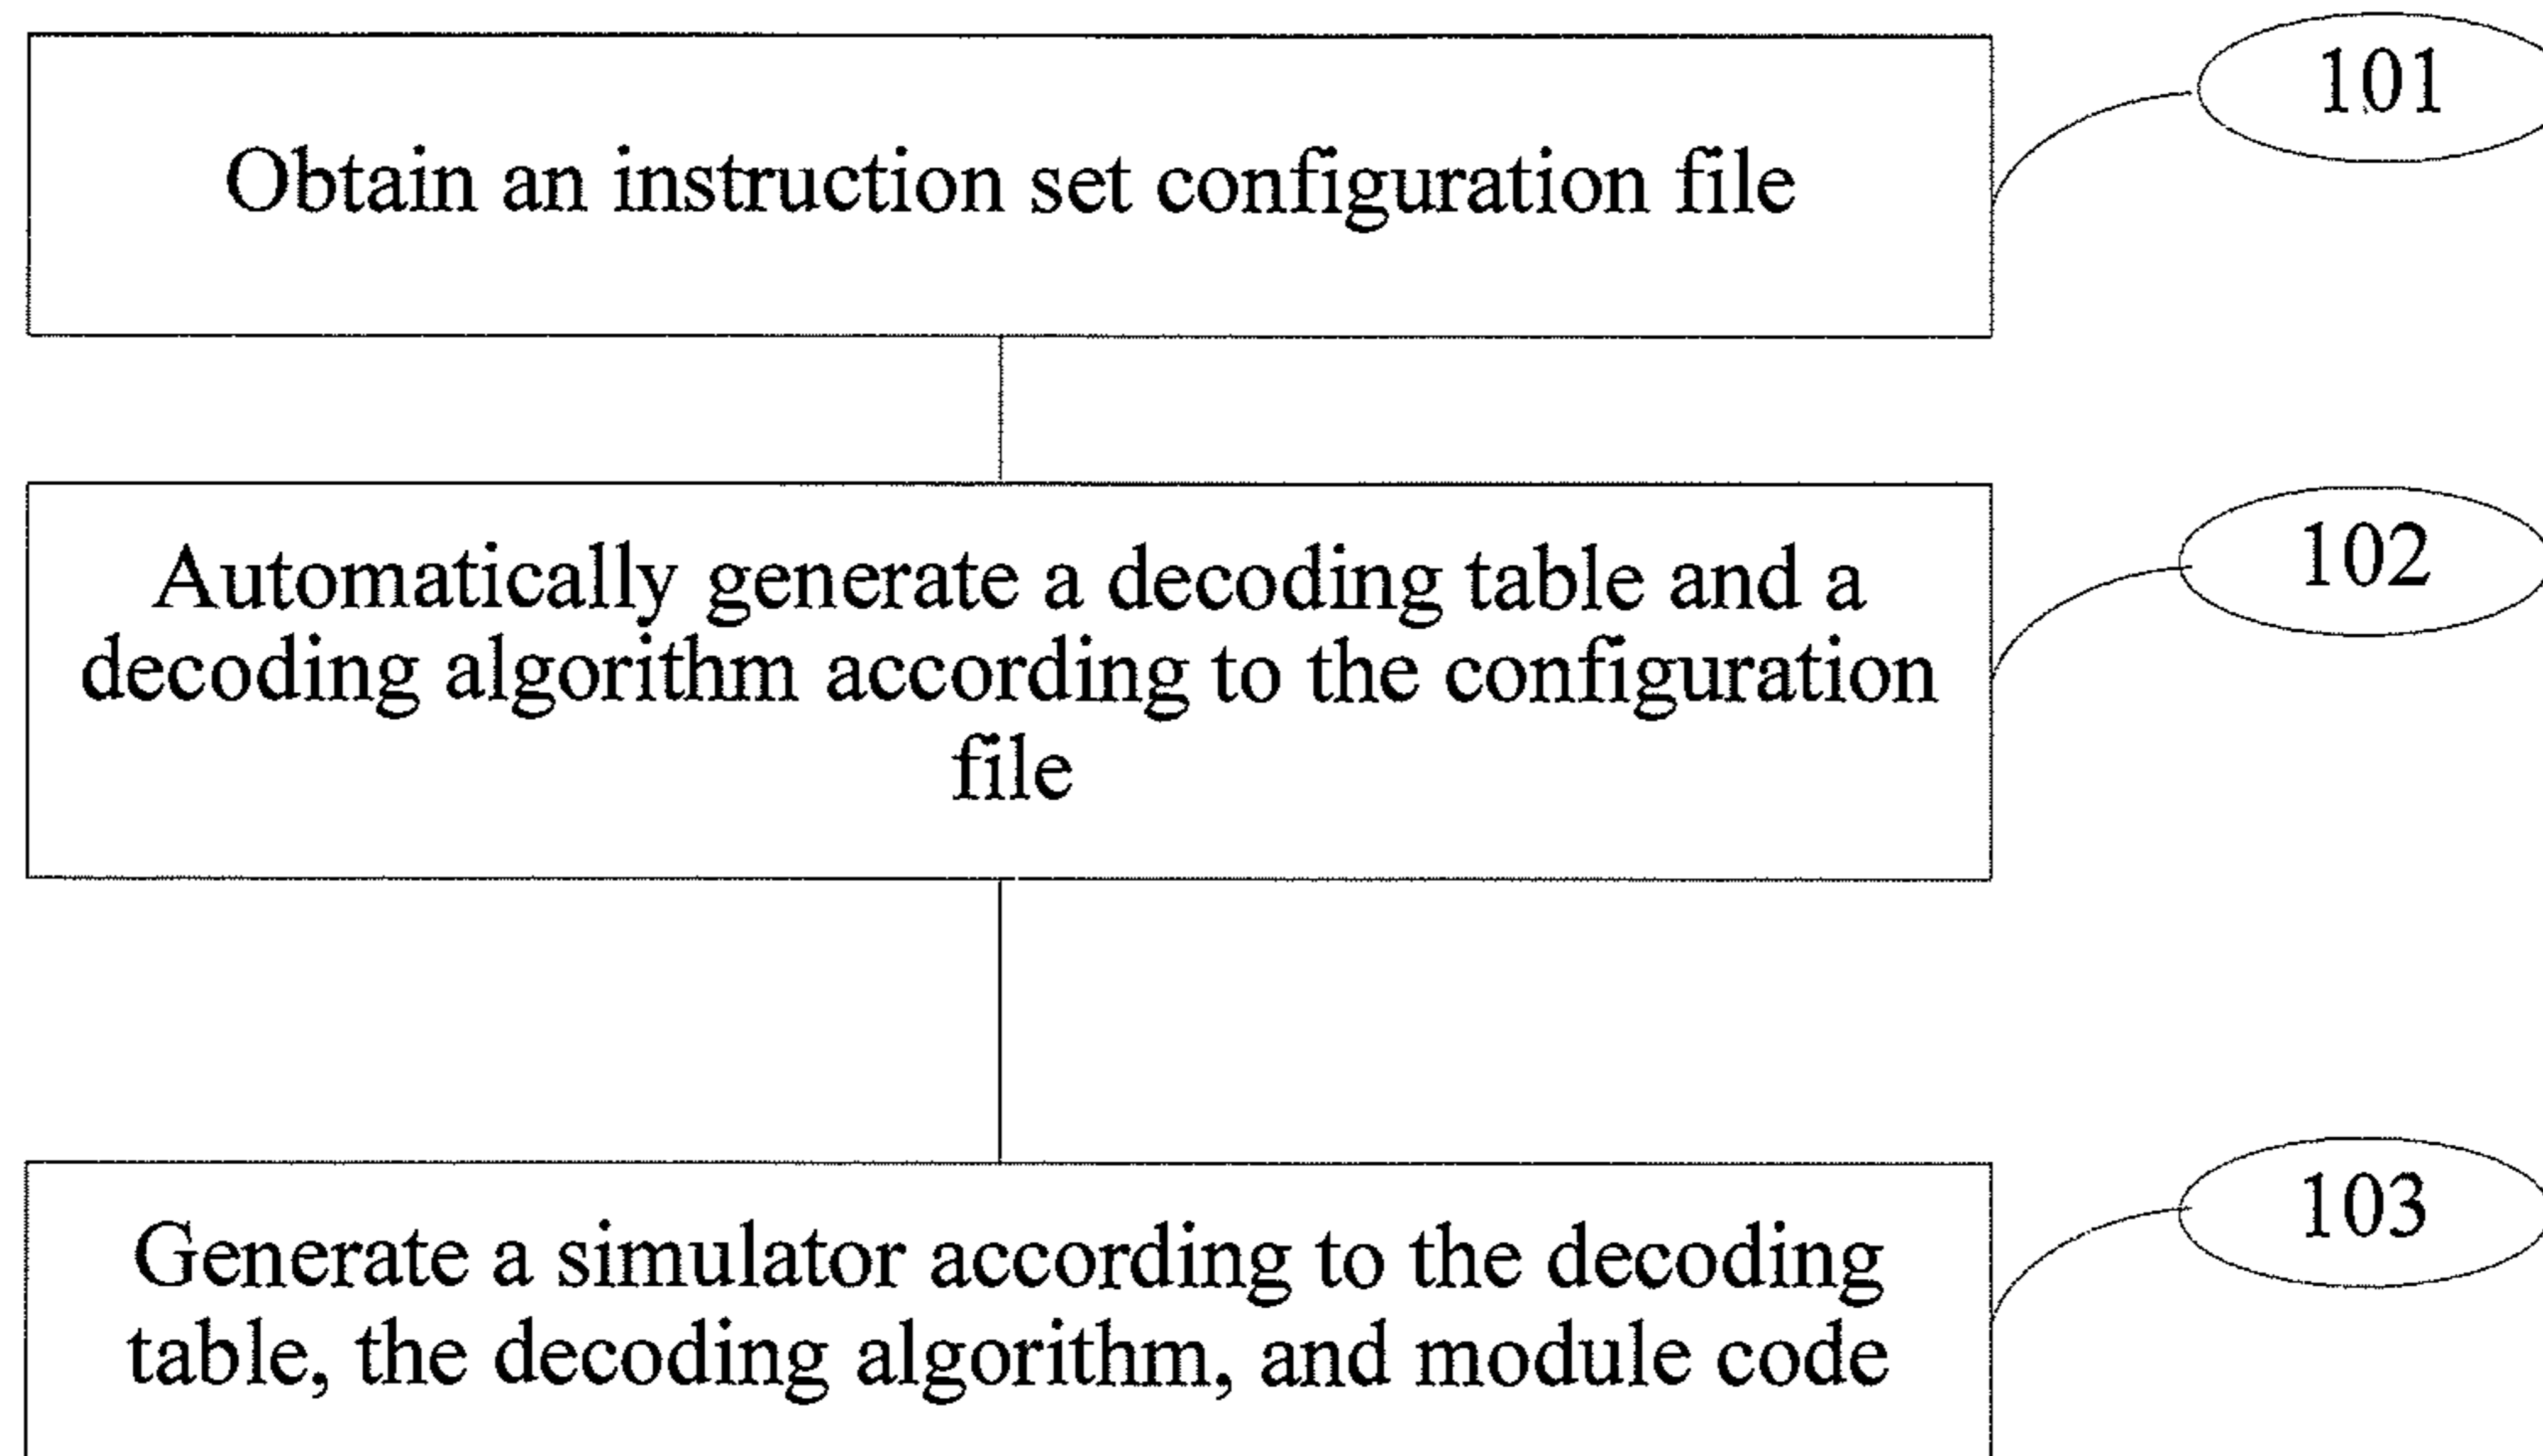 Obtain an instruction set configuration file
101
Automatically generate a decoding table and a
decoding algorithm according to the configuration
file
102
Generate a simulator according to the decoding
table, the decoding algorithm, and module code
103